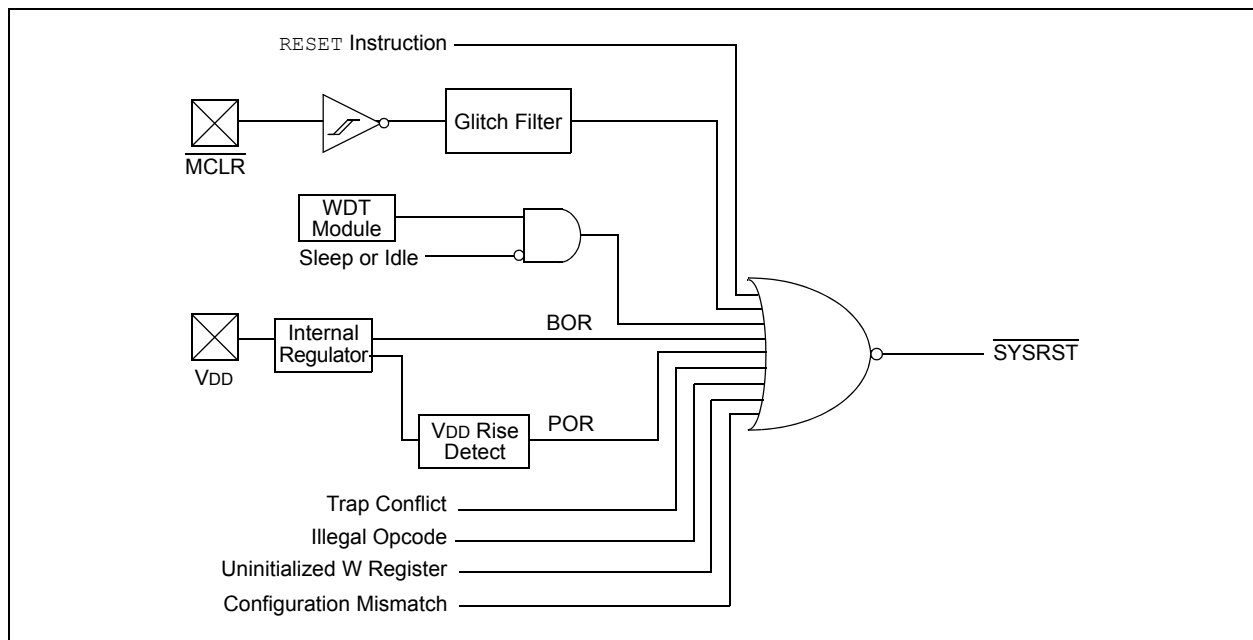 RESET Instruction
Glitch Filter
MCLR
WDT
Module
Sleep or Idle
BOR
Internal
Regulator
SYSRST
VDD
POR
VDD Rise
Detect
Trap Conflict
Illegal Opcode
Uninitialized W Register
Configuration Mismatch